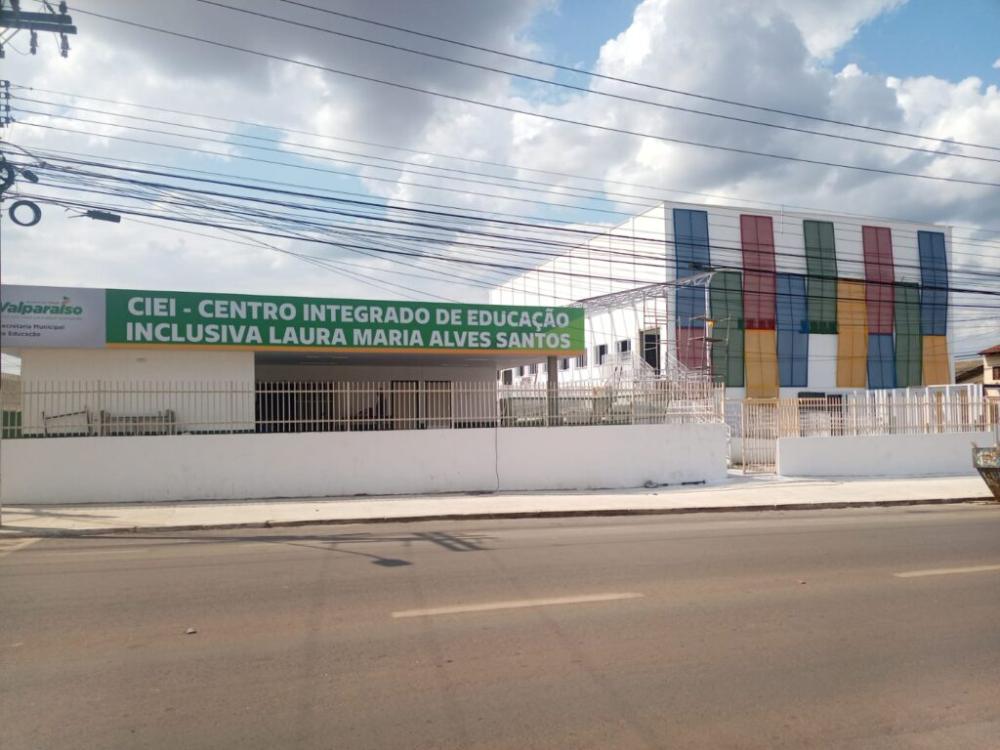 Valparaíso
Secretaria Municipal
de Educação
CIEI - CENTRO INTEGRADO DE EDUCAÇÃO
INCLUSIVA LAURA MARIA ALVES SANTOS